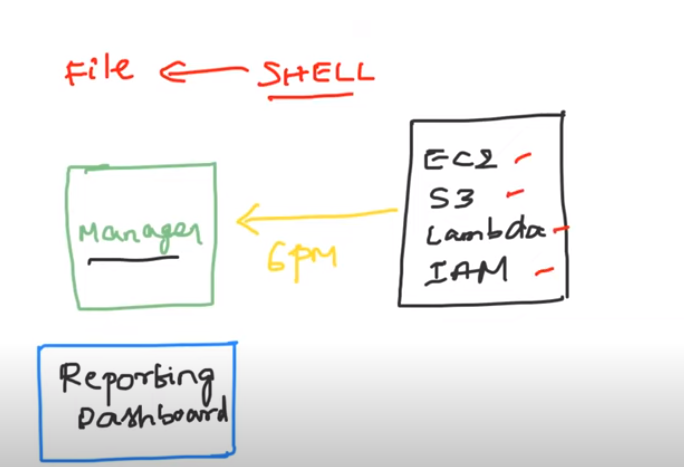 File ← SHELL
EC2
S3
Lambda
IAM
Manager
6pm
Reporting
Dashboard